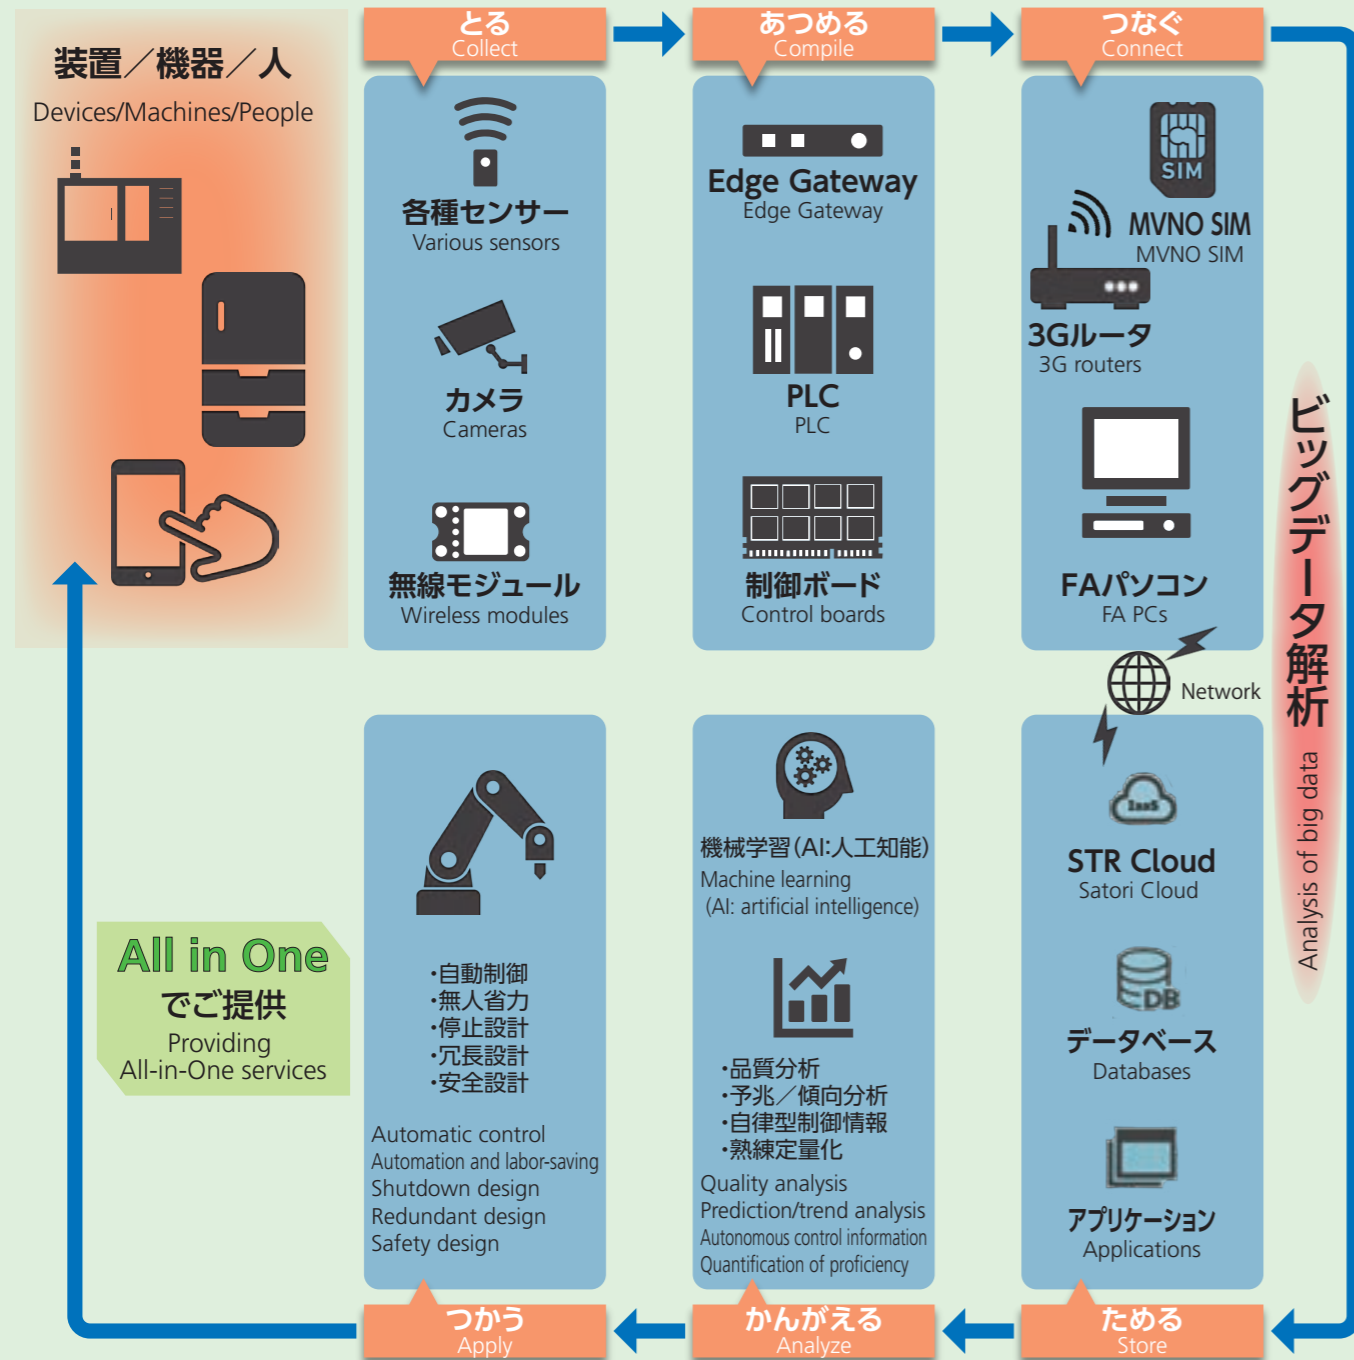 装置／機器／人
Devices/Machines/People
とる
Collect
各種センサー
Various sensors
カメラ
Cameras
無線モジュール
Wireless modules
あつめる
Compile
Edge Gateway
Edge Gateway
PLC
PLC
制御ボード
Control boards
つなぐ
Connect
SIM
MVNO SIM
MVNO SIM
3Gルータ
3G routers
FAパソコン
FA PCs
Network
ビッグデータ解析
Analysis of big data
IaaS
STR Cloud
Satori Cloud
DB
データベース
Databases
アプリケーション
Applications
ためる
Store
機械学習（AI:人工知能）
Machine learning
(AI: artificial intelligence)
・品質分析
・予兆／傾向分析
・自律型制御情報
・熟練定量化
Quality analysis
Prediction/trend analysis
Autonomous control information
Quantification of proficiency
かんがえる
Analyze
・自動制御
・無人省力
・停止設計
・冗長設計
・安全設計
Automatic control
Automation and labor-saving
Shutdown design
Redundant design
Safety design
つかう
Apply
All in One
でご提供
Providing
All-in-One services